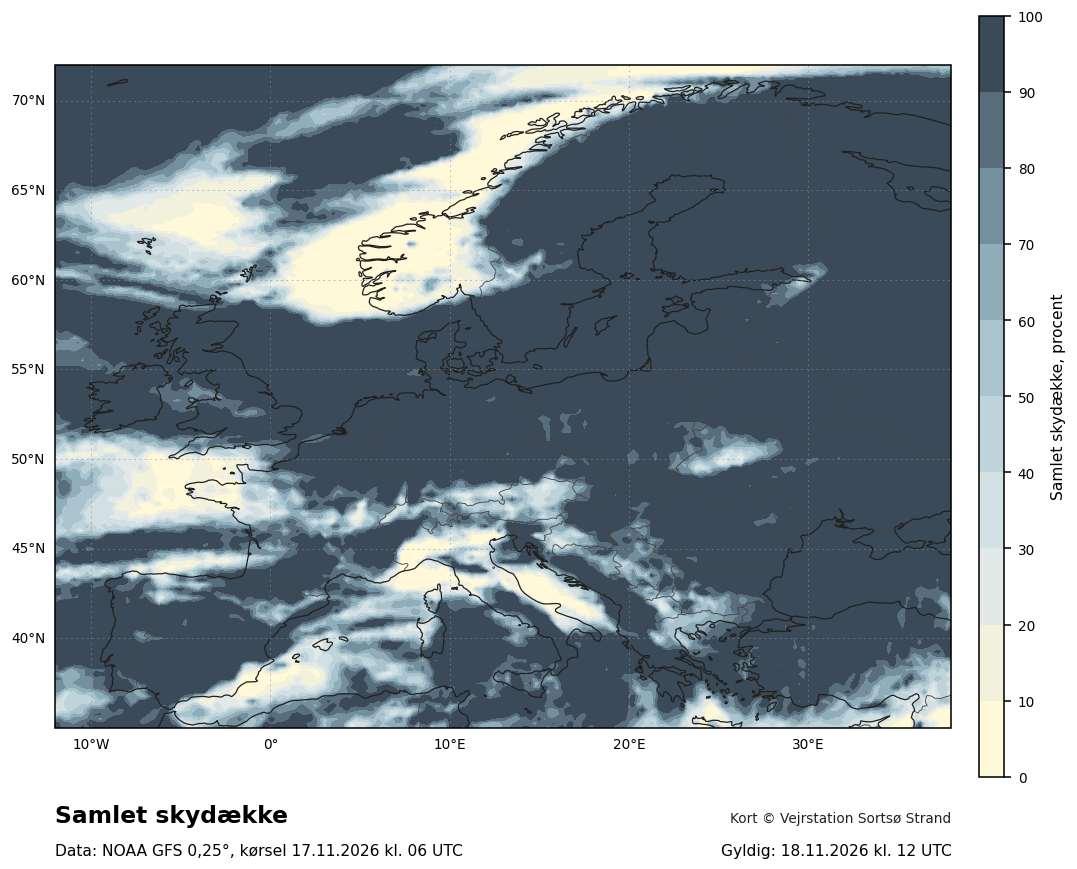 100
90
80
70
60
50
40
30
20
10
0
Samlet skydække, procent
70°N
65°N
60°N
55°N
50°N
45°N
40°N
10°W
0°
10°E
20°E
30°E
Samlet skydække
Kort © Vejrstation Sortsø Strand
Data: NOAA GFS 0,25°, kørsel 17.11.2026 kl. 06 UTC
Gyldig: 18.11.2026 kl. 12 UTC